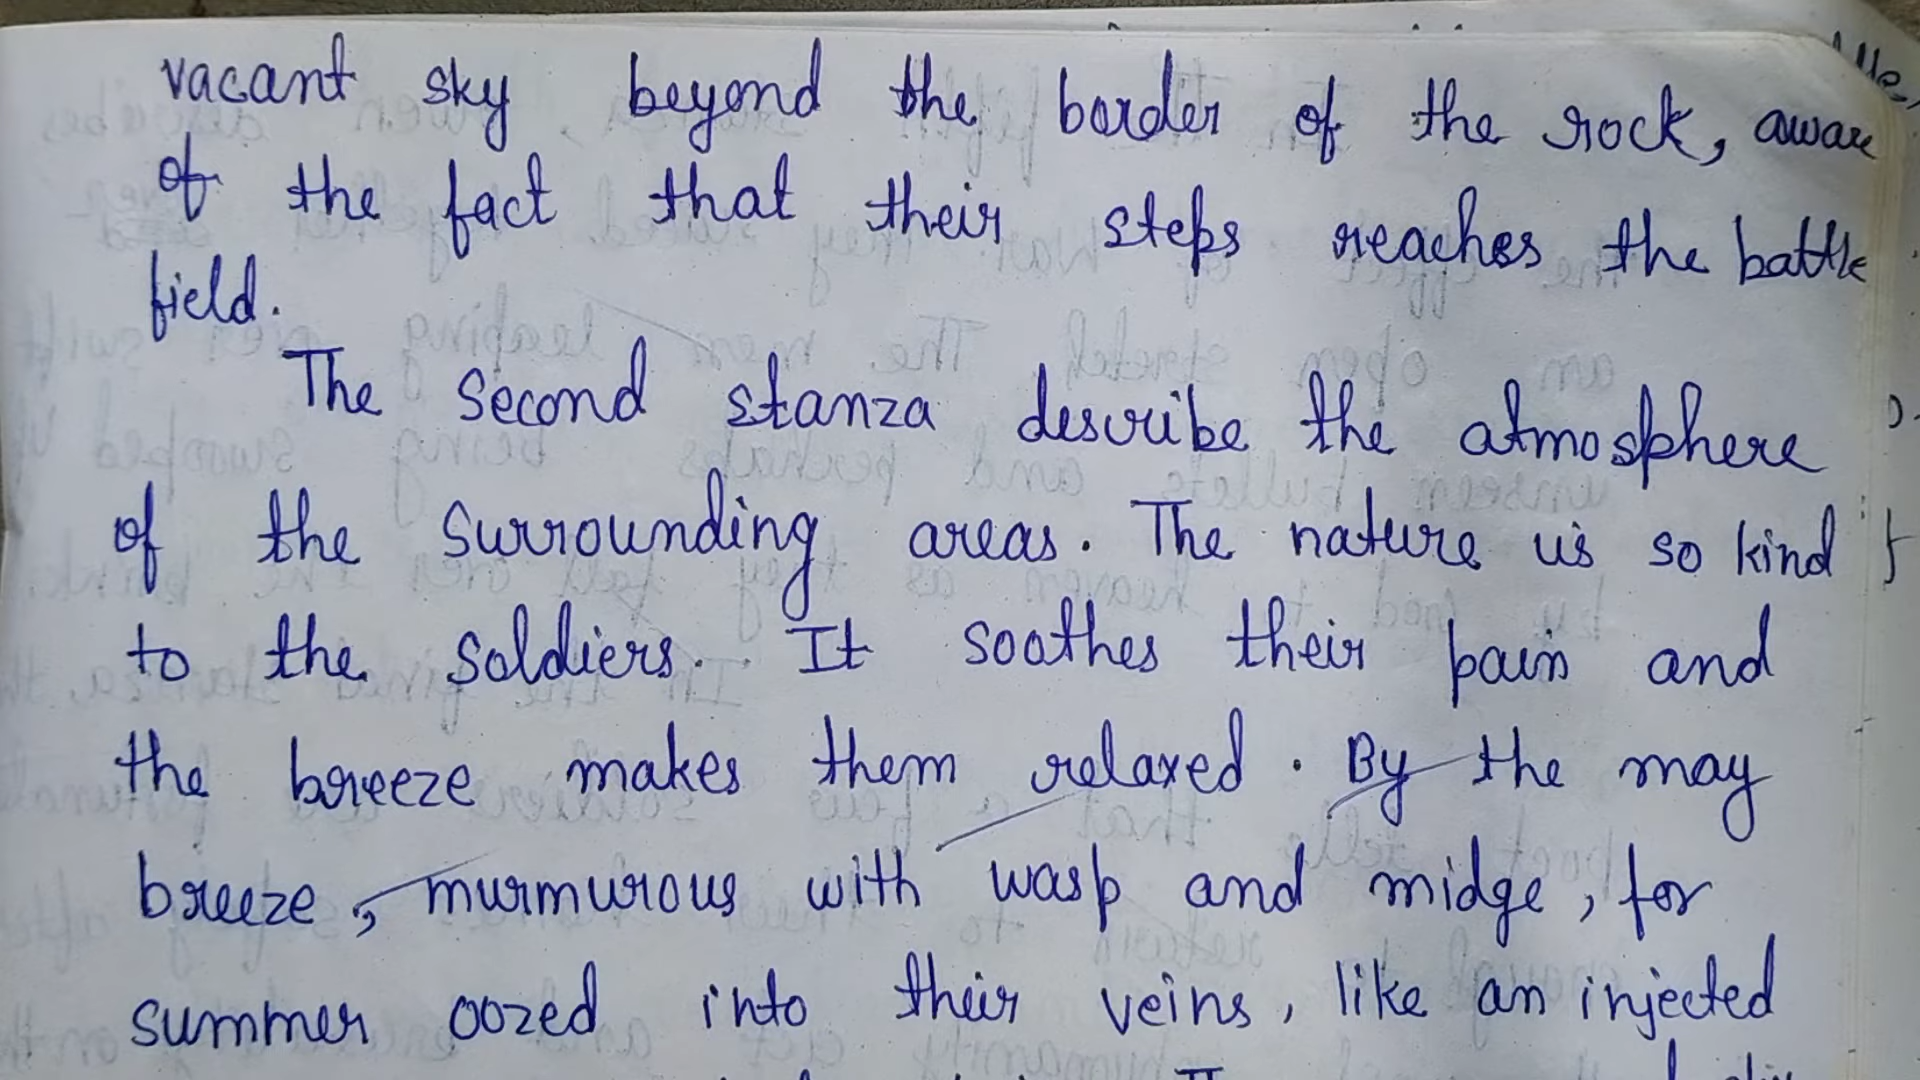 vacant sky beyond the border of the rock, aware
of the fact that their steps reaches the battle
field.
The second stanza describe the atmosphere
of the surrounding areas. The nature is so kind
to the soldiers. It soothes their pain and
the breeze makes them relaxed. By the may
breeze, murmurous with wasp and midge, for
summer oozed into their veins, like an injected